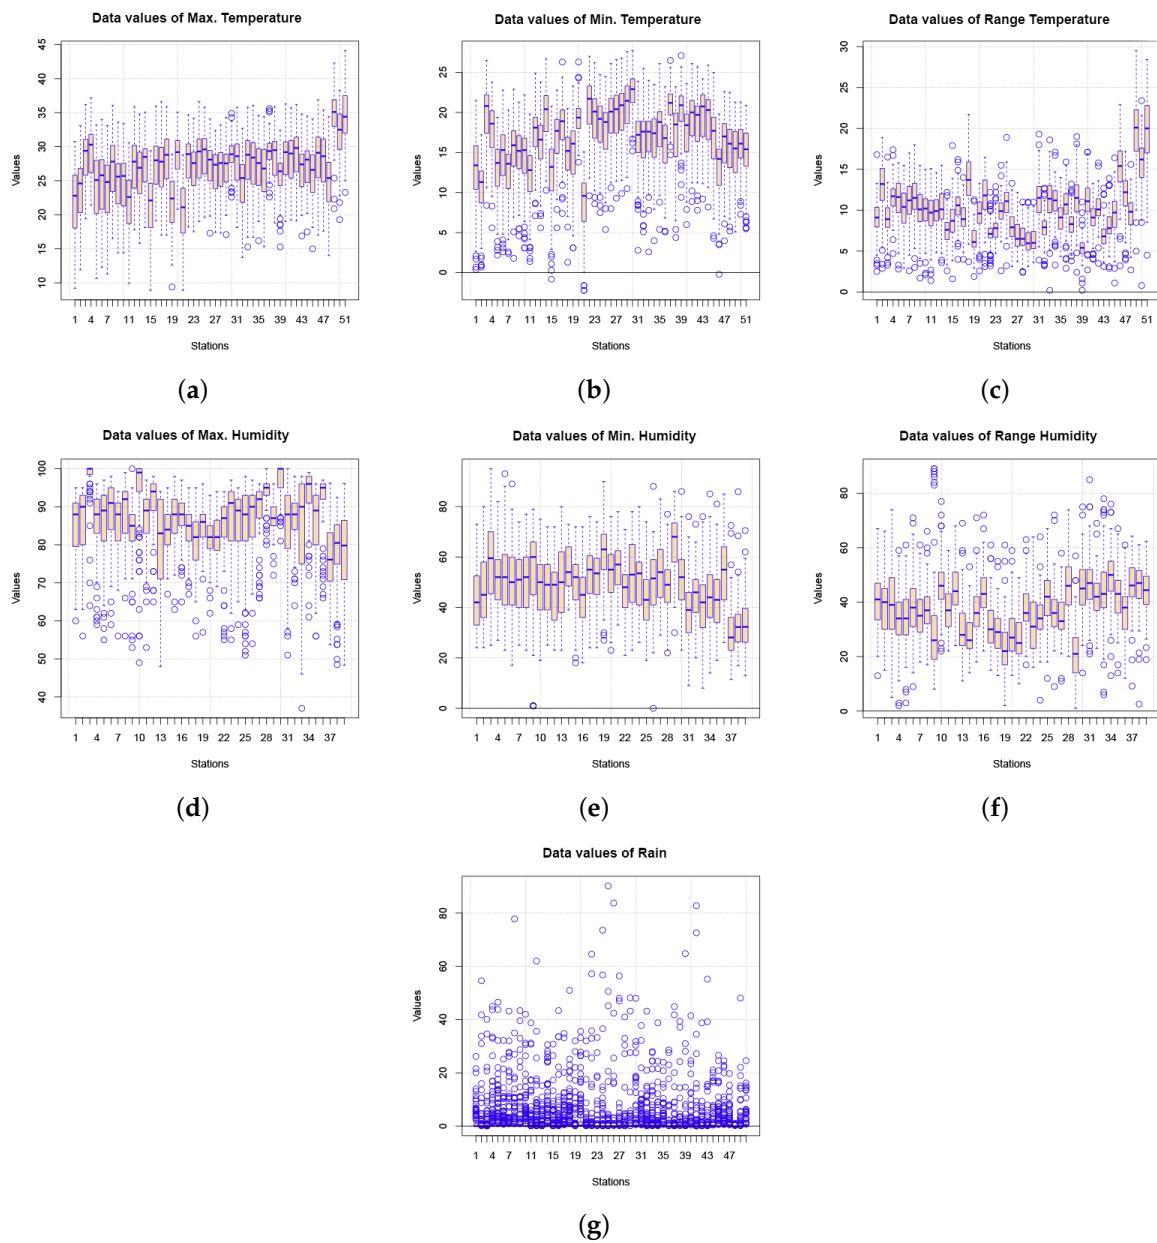 Data values of Max. Temperature
Values
10 15 20 25 30 35 40 45
1 4 7 11 15 19 23 27 31 35 39 43 47 51
Stations
(a)
Data values of Min. Temperature
Values
0 5 10 15 20 25
1 4 7 11 15 19 23 27 31 35 39 43 47 51
Stations
(b)
Data values of Range Temperature
Values
0 5 10 15 20 25 30
1 4 7 11 15 19 23 27 31 35 39 43 47 51
Stations
(c)
Data values of Max. Humidity
Values
40 50 60 70 80 90 100
1 4 7 10 13 16 19 22 25 28 31 34 37
Stations
(d)
Data values of Min. Humidity
Values
0 20 40 60 80
1 4 7 10 13 16 19 22 25 28 31 34 37
Stations
(e)
Data values of Range Humidity
Values
0 20 40 60 80
1 4 7 10 13 16 19 22 25 28 31 34 37
Stations
(f)
Data values of Rain
Values
0 20 40 60 80
1 4 7 11 15 19 23 27 31 35 39 43 47
Stations
(g)